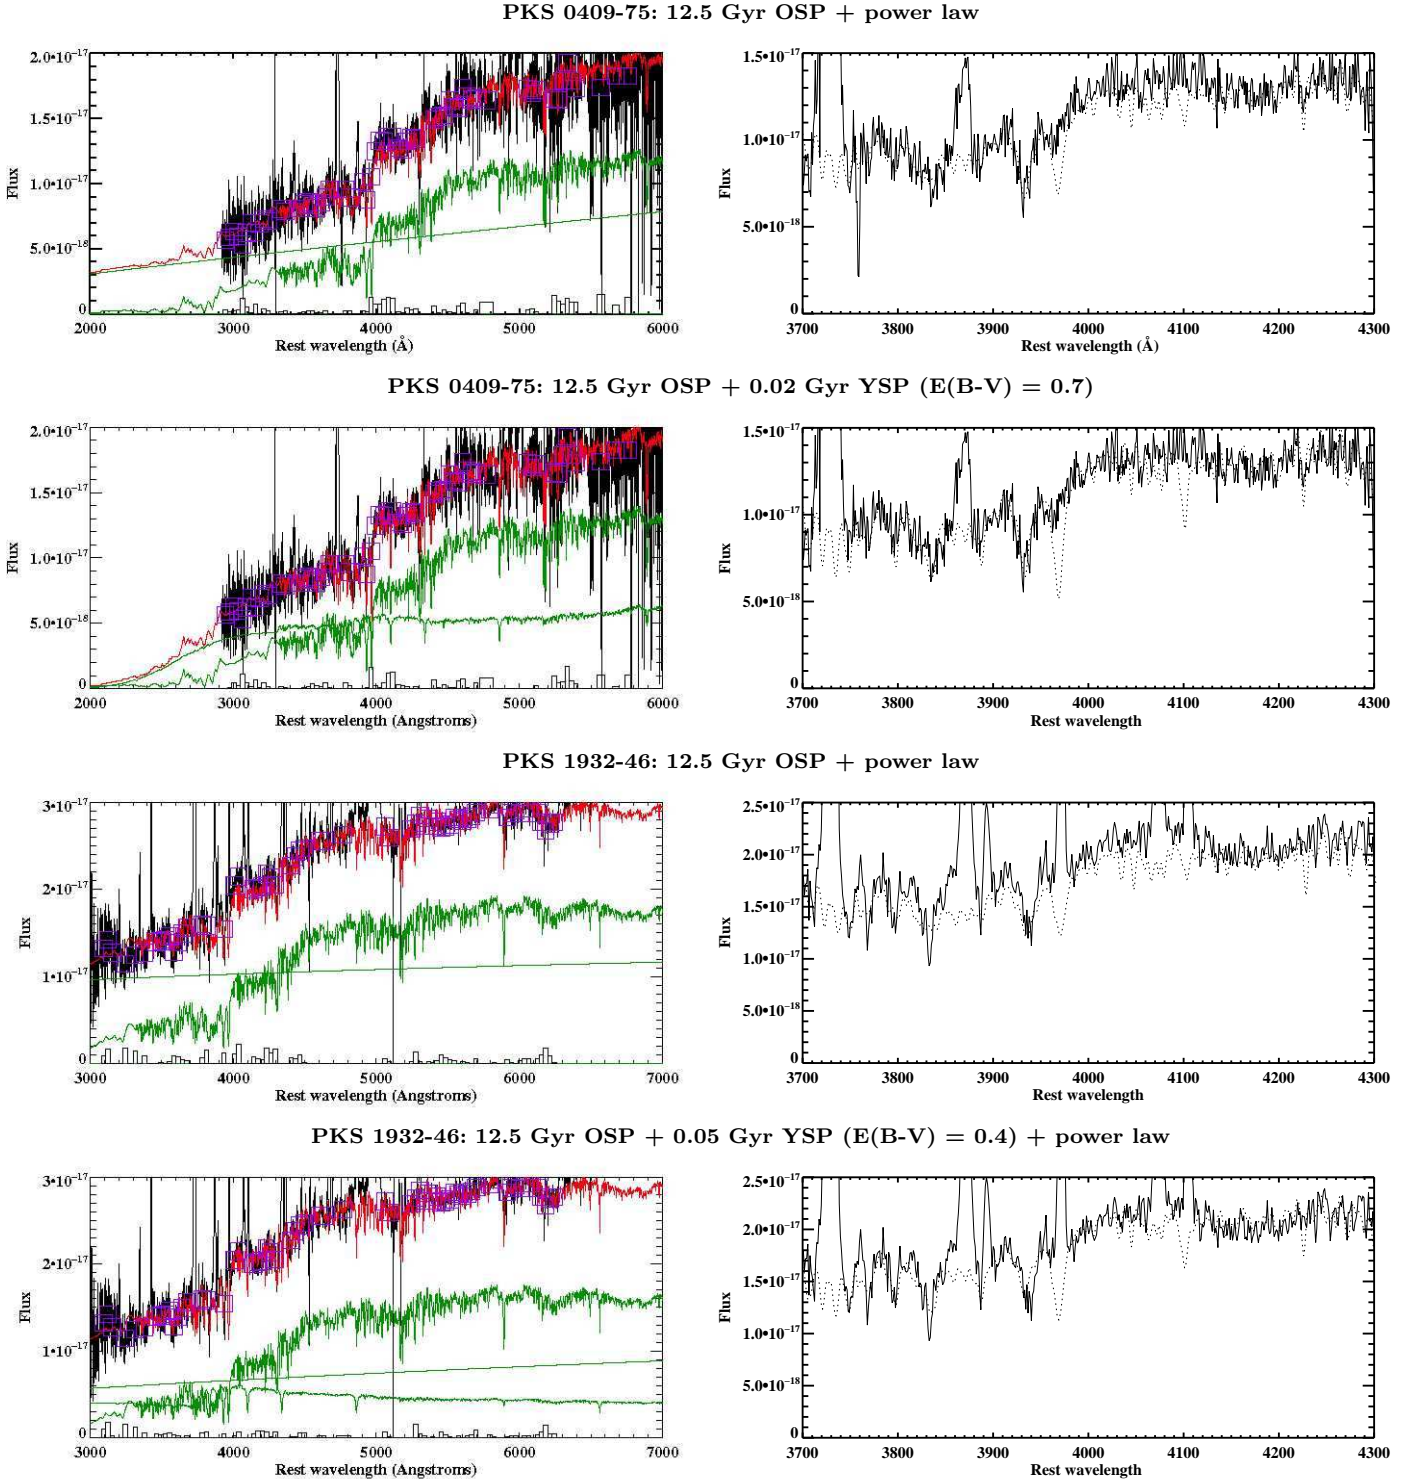 PKS 0409-75: 12.5 Gyr OSP + power law
2.0•10⁻¹⁷
1.5•10⁻¹⁷
1.0•10⁻¹⁷
5.0•10⁻¹⁸
0
Flux
2000 3000 4000 5000 6000
Rest wavelength (Å)
1.5•10⁻¹⁷
1.0•10⁻¹⁷
5.0•10⁻¹⁸
0
Flux
3700 3800 3900 4000 4100 4200 4300
Rest wavelength (Å)
PKS 0409-75: 12.5 Gyr OSP + 0.02 Gyr YSP (E(B-V) = 0.7)
2.0•10⁻¹⁷
1.5•10⁻¹⁷
1.0•10⁻¹⁷
5.0•10⁻¹⁸
0
Flux
2000 3000 4000 5000 6000
Rest wavelength (Angstroms)
1.5•10⁻¹⁷
1.0•10⁻¹⁷
5.0•10⁻¹⁸
0
Flux
3700 3800 3900 4000 4100 4200 4300
Rest wavelength
PKS 1932-46: 12.5 Gyr OSP + power law
3•10⁻¹⁷
2•10⁻¹⁷
1•10⁻¹⁷
0
Flux
3000 4000 5000 6000 7000
Rest wavelength (Angstroms)
2.5•10⁻¹⁷
2.0•10⁻¹⁷
1.5•10⁻¹⁷
1.0•10⁻¹⁷
5.0•10⁻¹⁸
0
Flux
3700 3800 3900 4000 4100 4200 4300
Rest wavelength
PKS 1932-46: 12.5 Gyr OSP + 0.05 Gyr YSP (E(B-V) = 0.4) + power law
3•10⁻¹⁷
2•10⁻¹⁷
1•10⁻¹⁷
0
Flux
3000 4000 5000 6000 7000
Rest wavelength (Angstroms)
2.5•10⁻¹⁷
2.0•10⁻¹⁷
1.5•10⁻¹⁷
1.0•10⁻¹⁷
5.0•10⁻¹⁸
0
Flux
3700 3800 3900 4000 4100 4200 4300
Rest wavelength